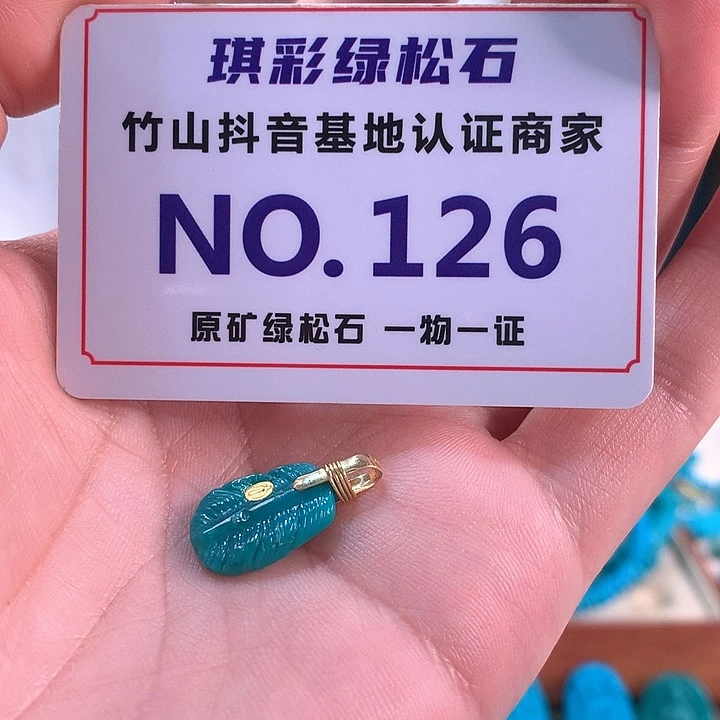 琪彩绿松石
竹山抖音基地认证商家
NO.126
原矿绿松石 一物一证